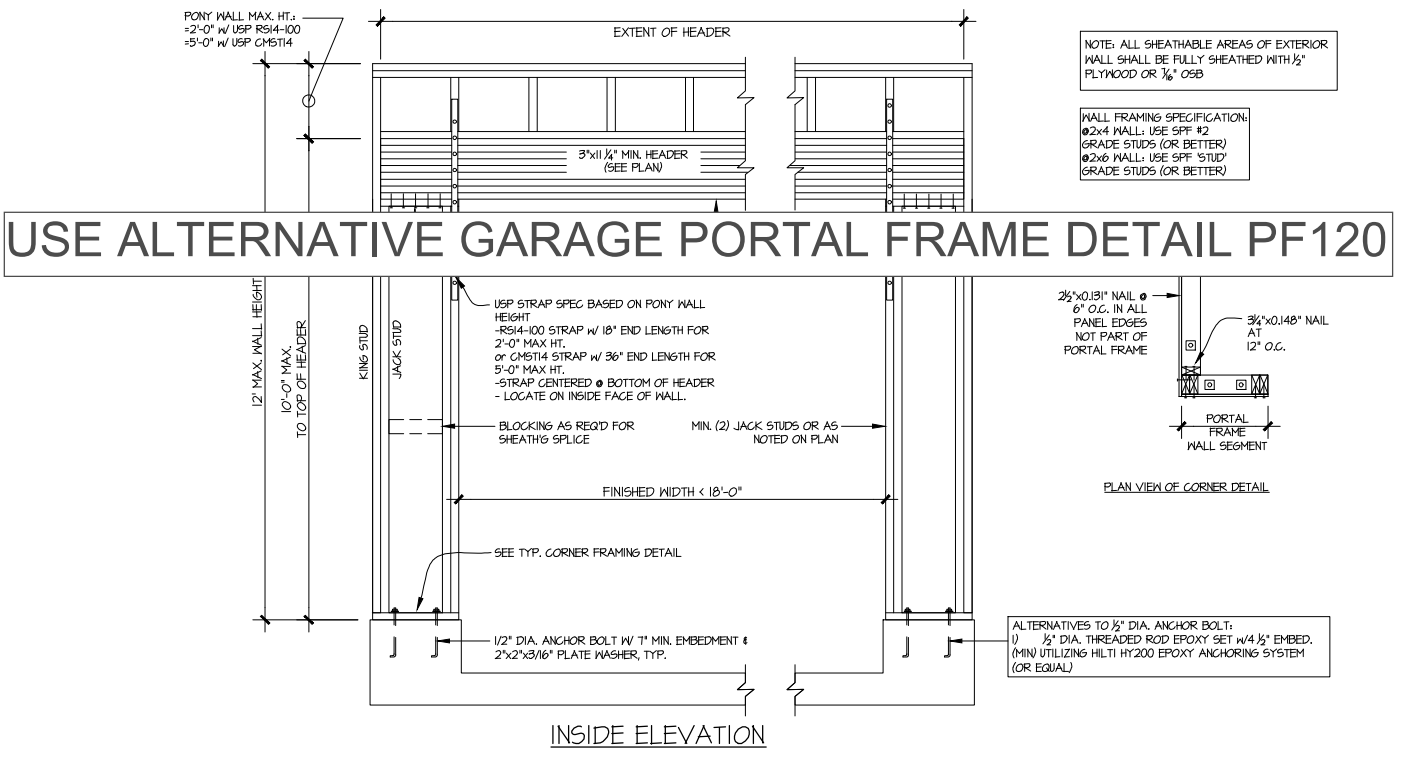 PONY WALL MAX. HT.:
=2'-0" W/ USP RS14-100
=5'-0" W/ USP CMST14
EXTENT OF HEADER
NOTE: ALL SHEATHABLE AREAS OF EXTERIOR
WALL SHALL BE FULLY SHEATHED WITH ½"
PLYWOOD OR 7/16" OSB
WALL FRAMING SPECIFICATION:
@2x4 WALL: USE SPF #2
GRADE STUDS (OR BETTER)
@2x6 WALL: USE SPF 'STUD'
GRADE STUDS (OR BETTER)
3"x11 ¼" MIN. HEADER
(SEE PLAN)
USE ALTERNATIVE GARAGE PORTAL FRAME DETAIL PF120
12' MAX. WALL HEIGHT
10'-0" MAX.
TO TOP OF HEADER
KING STUD
JACK STUD
USP STRAP SPEC BASED ON PONY WALL
HEIGHT
-RS14-100 STRAP w/ 18" END LENGTH FOR
2'-0" MAX HT.
or CMST14 STRAP w/ 36" END LENGTH FOR
5'-0" MAX HT.
-STRAP CENTERED @ BOTTOM OF HEADER
- LOCATE ON INSIDE FACE OF WALL.
BLOCKING AS REQ'D FOR
SHEATH'G SPLICE
MIN. (2) JACK STUDS OR AS
NOTED ON PLAN
FINISHED WIDTH < 18'-0"
SEE TYP. CORNER FRAMING DETAIL
1/2" DIA. ANCHOR BOLT W/ 7" MIN. EMBEDMENT &
2"x2"x3/16" PLATE WASHER, TYP.
2½"x0.131" NAIL @
6" O.C. IN ALL
PANEL EDGES
NOT PART OF
PORTAL FRAME
3¼"x0.148" NAIL
AT
12" O.C.
PORTAL
FRAME
WALL SEGMENT
PLAN VIEW OF CORNER DETAIL
ALTERNATIVES TO ½" DIA. ANCHOR BOLT:
1) ½" DIA. THREADED ROD EPOXY SET w/4 ½" EMBED.
(MIN) UTILIZING HILTI HY200 EPOXY ANCHORING SYSTEM
(OR EQUAL)
INSIDE ELEVATION